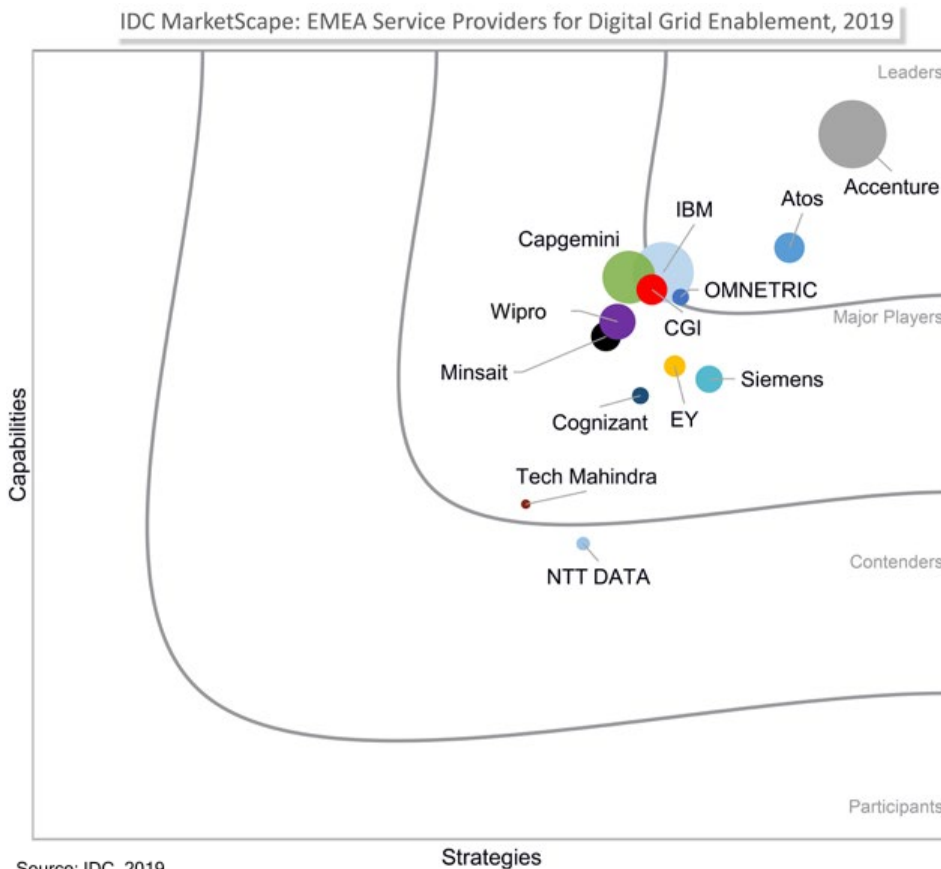 IDC MarketScape: EMEA Service Providers for Digital Grid Enablement, 2019
Leaders
Accenture
Atos
IBM
Capgemini
OMNETRIC
Wipro
Major Players
CGI
Minsait
Siemens
EY
Cognizant
Capabilities
Tech Mahindra
Contenders
NTT DATA
Participants
Strategies
Source: IDC, 2019